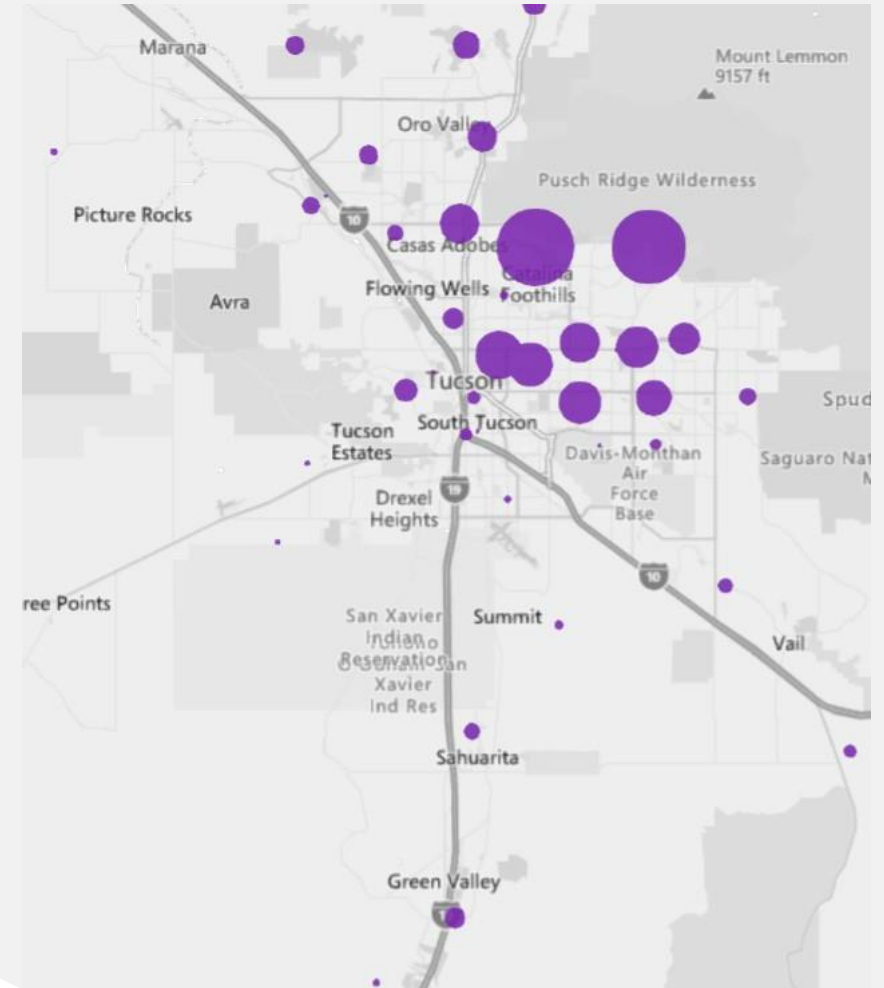 Marana
Mount Lemmon
9157 ft
Oro Valley
Pusch Ridge Wilderness
Picture Rocks
10
Casas Adobes
Catalina
Foothills
Flowing Wells
Avra
Tucson
Spud
South Tucson
Tucson
Estates
Davis-Monthan
Air
Force
Base
Saguaro Nat
M
19
Drexel
Heights
10
ree Points
San Xavier
Indian
Reservation
San
Xavier
Ind Res
Summit
Vail
Sahuarita
Green Valley